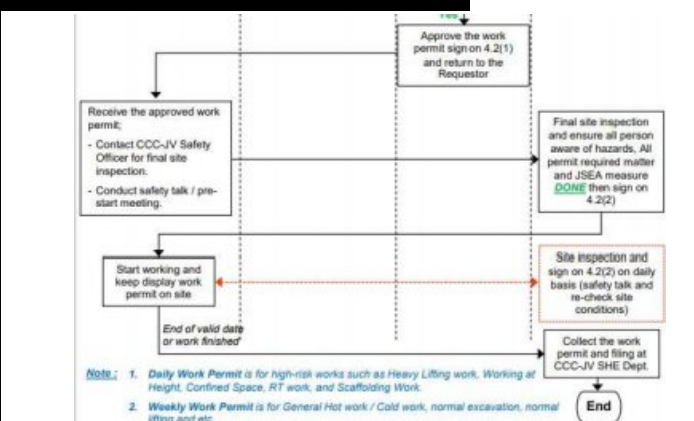 Yes
Approve the work
permit sign on 4.2(1)
and return to the
Requestor
Receive the approved work
permit;
- Contact CCC-JV Safety
Officer for final site
inspection.
- Conduct safety talk / pre-
start meeting.
Final site inspection
and ensure all person
aware of hazards, All
permit required matter
and JSEA measure
DONE then sign on
4.2(2)
Start working and
keep display work
permit on site
Site inspection and
sign on 4.2(2) on daily
basis (safety talk and
re-check site
conditions)
End of valid date
or work finished
Collect the work
permit and filing at
CCC-JV SHE Dept.
Note : 1. Daily Work Permit is for high-risk works such as Heavy Lifting work, Working at
Height, Confined Space, RT work, and Scaffolding Work.
End
2. Weekly Work Permit is for General Hot work / Cold work, normal excavation, normal
lifting and etc